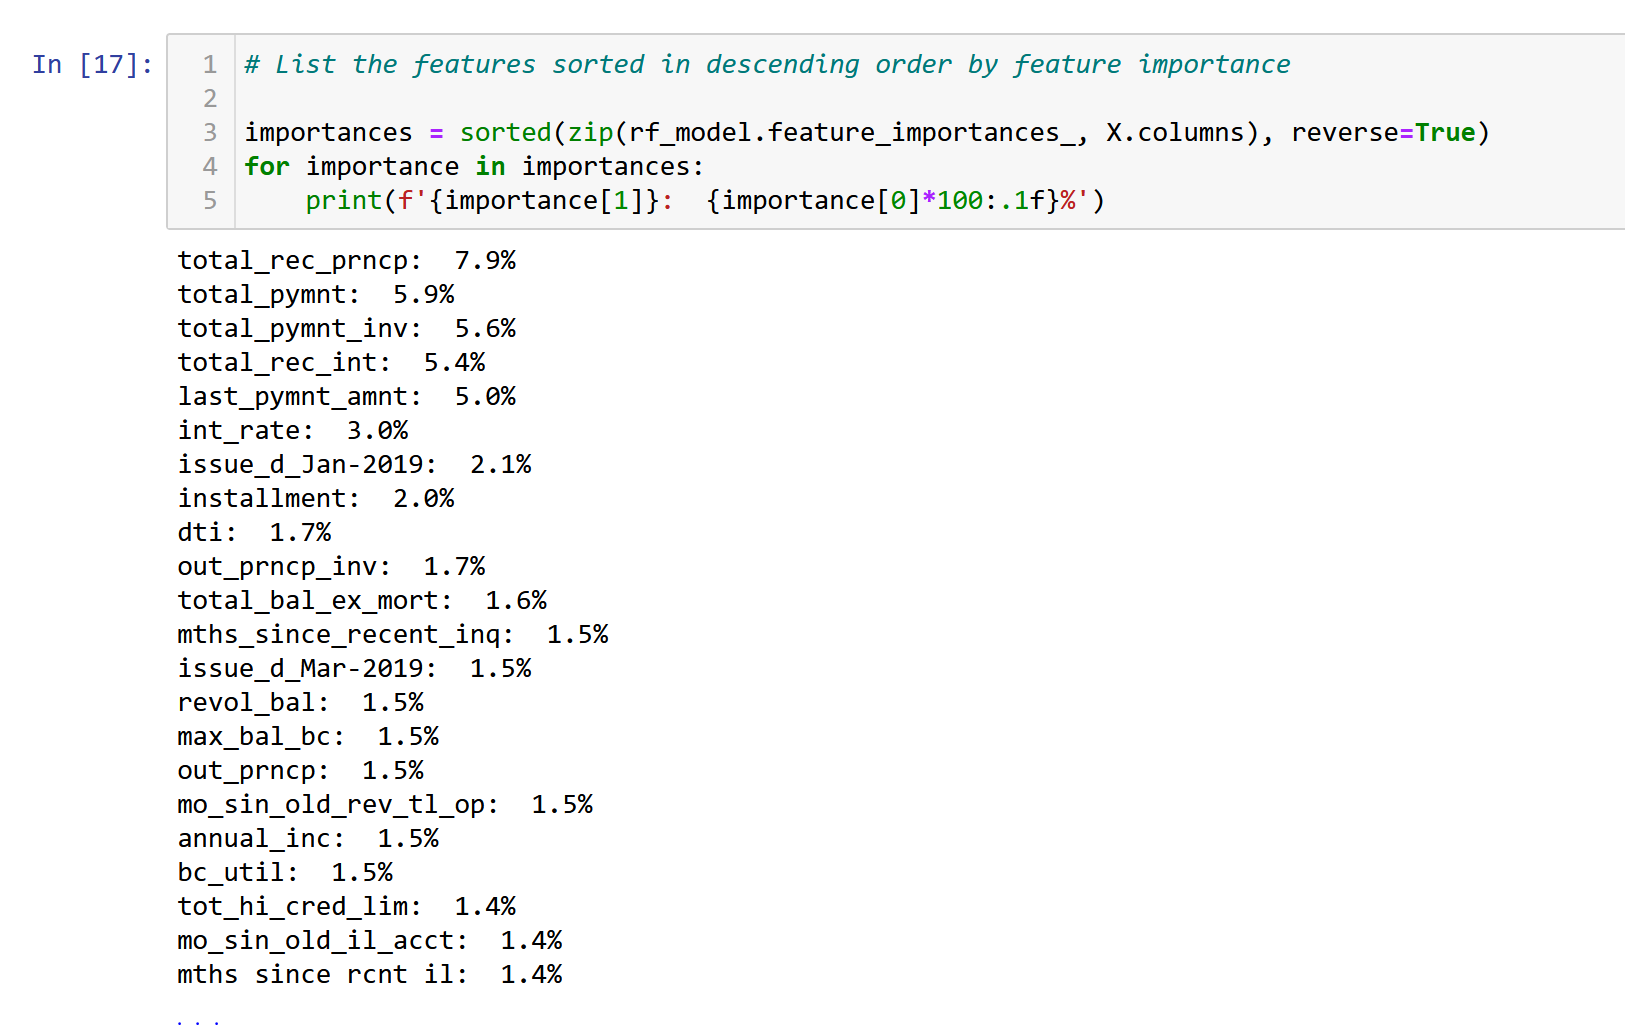 In [17]:
1 # List the features sorted in descending order by feature importance
2
3 importances = sorted(zip(rf_model.feature_importances_, X.columns), reverse=True)
4 for importance in importances:
5     print(f'{importance[1]}:  {importance[0]*100:.1f}%')
total_rec_prncp:  7.9%
total_pymnt:  5.9%
total_pymnt_inv:  5.6%
total_rec_int:  5.4%
last_pymnt_amnt:  5.0%
int_rate:  3.0%
issue_d_Jan-2019:  2.1%
installment:  2.0%
dti:  1.7%
out_prncp_inv:  1.7%
total_bal_ex_mort:  1.6%
mths_since_recent_inq:  1.5%
issue_d_Mar-2019:  1.5%
revol_bal:  1.5%
max_bal_bc:  1.5%
out_prncp:  1.5%
mo_sin_old_rev_tl_op:  1.5%
annual_inc:  1.5%
bc_util:  1.5%
tot_hi_cred_lim:  1.4%
mo_sin_old_il_acct:  1.4%
mths since rcnt il:  1.4%